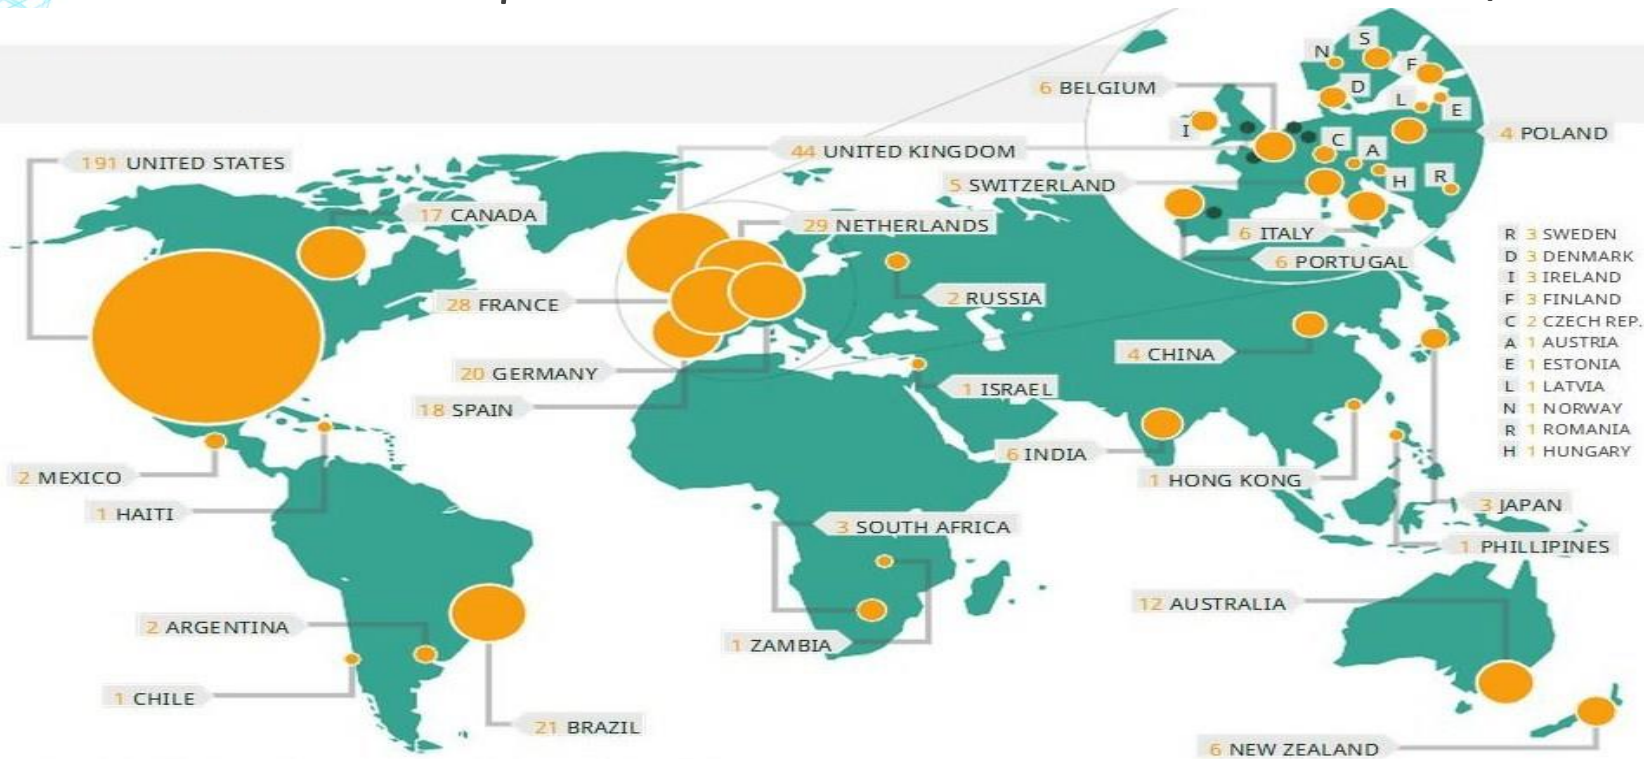 N
S
F
D
L
E
I
C
A
H
R
6 BELGIUM
44 UNITED KINGDOM
4 POLAND
191 UNITED STATES
5 SWITZERLAND
17 CANADA
29 NETHERLANDS
6 ITALY
6 PORTUGAL
28 FRANCE
2 RUSSIA
R 3 SWEDEN
D 3 DENMARK
I 3 IRELAND
F 3 FINLAND
C 2 CZECH REP.
A 1 AUSTRIA
E 1 ESTONIA
L 1 LATVIA
N 1 NORWAY
R 1 ROMANIA
H 1 HUNGARY
4 CHINA
20 GERMANY
1 ISRAEL
18 SPAIN
6 INDIA
2 MEXICO
1 HONG KONG
1 HAITI
3 JAPAN
3 SOUTH AFRICA
1 PHILLIPINES
12 AUSTRALIA
2 ARGENTINA
1 ZAMBIA
1 CHILE
21 BRAZIL
6 NEW ZEALAND